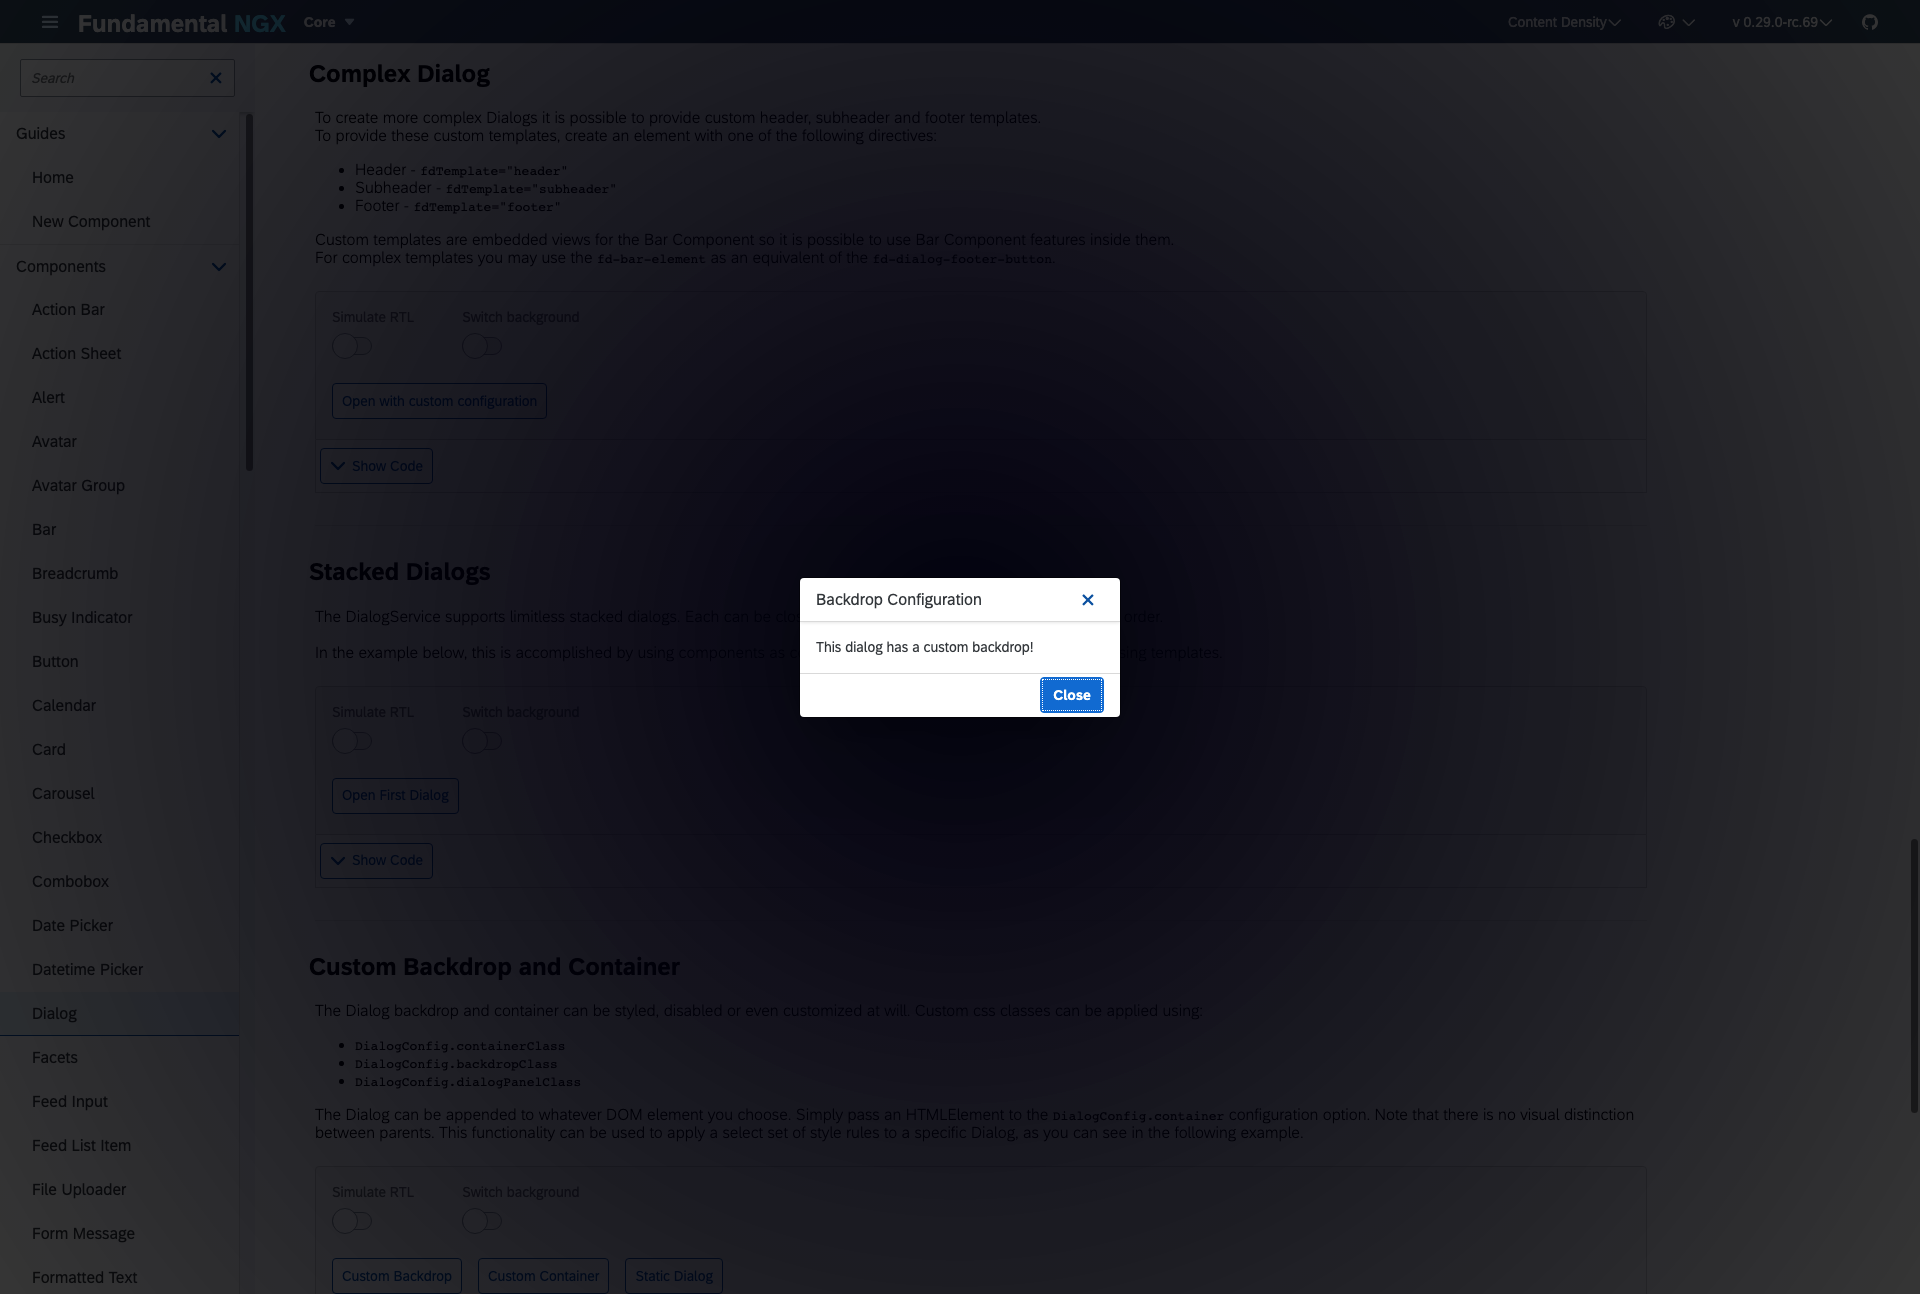 Fundamental NGX Core Content Density v 0.29.0-rc.69
Search
Guides
Home
New Component
Components
Action Bar
Action Sheet
Alert
Avatar
Avatar Group
Bar
Breadcrumb
Busy Indicator
Button
Calendar
Card
Carousel
Checkbox
Combobox
Date Picker
Datetime Picker
Dialog
Facets
Feed Input
Feed List Item
File Uploader
Form Message
Formatted Text
Complex Dialog
To create more complex Dialogs it is possible to provide custom header, subheader and footer templates.
To provide these custom templates, create an element with one of the following directives:
Header - fdTemplate="header"
Subheader - fdTemplate="subheader"
Footer - fdTemplate="footer"
Custom templates are embedded views for the Bar Component so it is possible to use Bar Component features inside them.
For complex templates you may use the fd-bar-element as an equivalent of the fd-dialog-footer-button.
Simulate RTL Switch background
Open with custom configuration
Show Code
Stacked Dialogs
The DialogService supports limitless stacked dialogs. Each can be order
In the example below, this is accomplished by using components as templates.
Simulate RTL Switch background
Open First Dialog
Show Code
Backdrop Configuration
This dialog has a custom backdrop!
Close
Custom Backdrop and Container
The Dialog backdrop and container can be styled, disabled or even customized at will. Custom css classes can be applied using:
DialogConfig.containerClass
DialogConfig.backdropClass
DialogConfig.dialogPanelClass
The Dialog can be appended to whatever DOM element you choose. Simply pass an HTMLElement to the DialogConfig.container configuration option. Note that there is no visual distinction
between parents. This functionality can be used to apply a select set of style rules to a specific Dialog, as you can see in the following example.
Simulate RTL Switch background
Custom Backdrop Custom Container Static Dialog